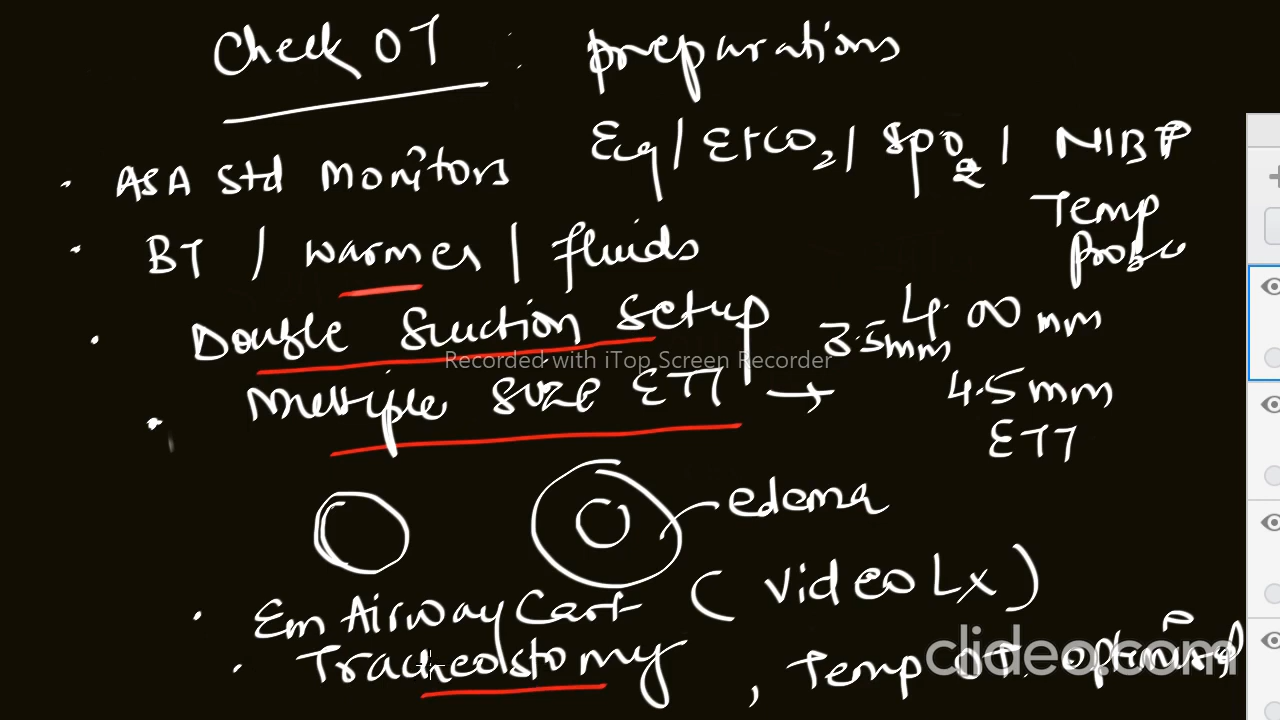 Check OT : preparations
• ASA Std monitors Ecg / EtCO2 / SpO2 / NIBP
Temp probe
• BT / warmer / fluids
• Double Suction Setup
• Multiple size ETT → 3.5mm 4.00 mm
4.5 mm
ETT
edema
• Em Airway Cart (Video Lx)
• Tracheostomy, Temp OT optimised
Recorded with iTop Screen Recorder
clideo.com